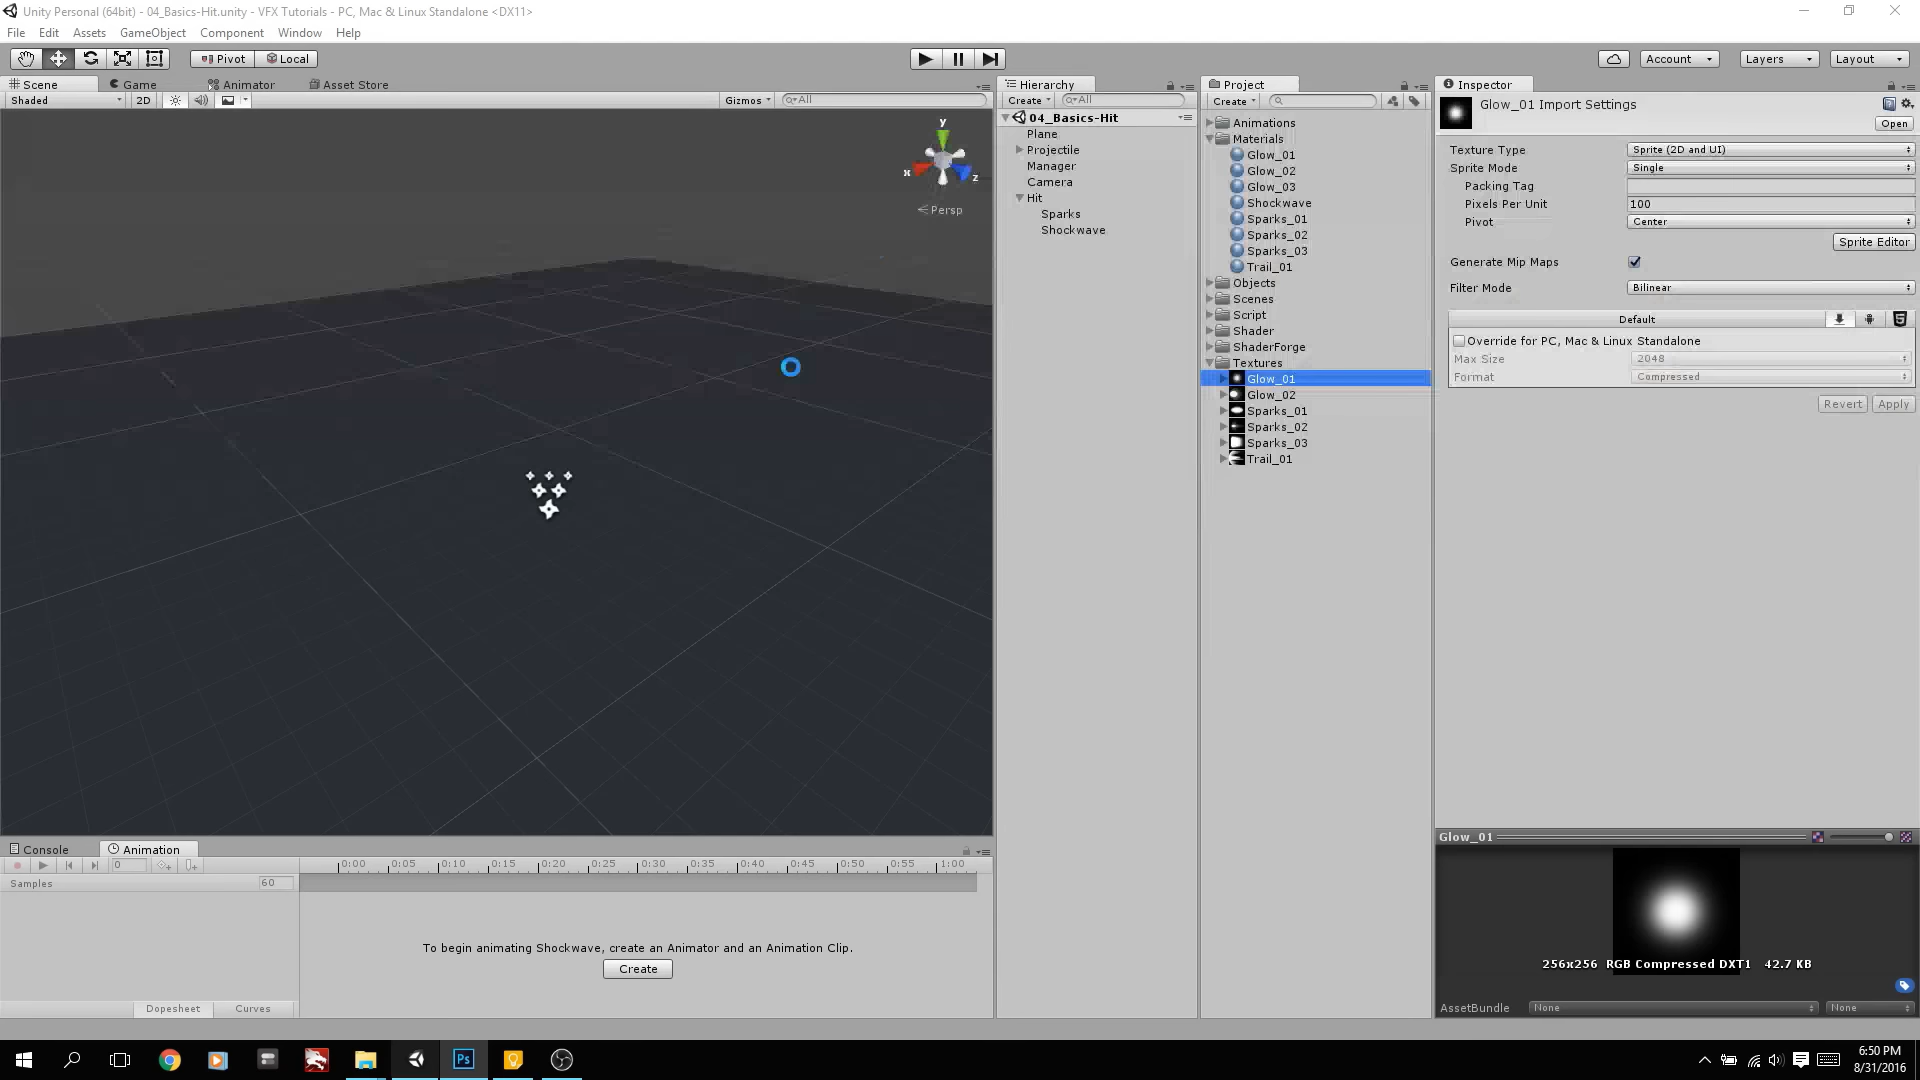 Unity Personal (64bit) - 04_Basics-Hit.unity - VFX Tutorials - PC, Mac & Linux Standalone <DX11>
File Edit Assets GameObject Component Window Help
Pivot Local
Account Layers Layout
Scene Game Animator Asset Store
Shaded 2D Gizmos All
y
x z
Persp
Console Animation
0
0:00 0:05 0:10 0:15 0:20 0:25 0:30 0:35 0:40 0:45 0:50 0:55 1:00
Samples 60
To begin animating Shockwave, create an Animator and an Animation Clip.
Create
Dopesheet Curves
Hierarchy
Create All
04_Basics-Hit
Plane
Projectile
Manager
Camera
Hit
Sparks
Shockwave
Project
Create
Animations
Materials
Glow_01
Glow_02
Glow_03
Shockwave
Sparks_01
Sparks_02
Sparks_03
Trail_01
Objects
Scenes
Script
Shader
ShaderForge
Textures
Glow_01
Glow_02
Sparks_01
Sparks_02
Sparks_03
Trail_01
Inspector
Glow_01 Import Settings
Open
Texture Type Sprite (2D and UI)
Sprite Mode Single
Packing Tag
Pixels Per Unit 100
Pivot Center
Sprite Editor
Generate Mip Maps
Filter Mode Bilinear
Default
Override for PC, Mac & Linux Standalone
Max Size 2048
Format Compressed
Revert Apply
Glow_01
256x256 RGB Compressed DXT1 42.7 KB
AssetBundle None None
Ps
6:50 PM
8/31/2016